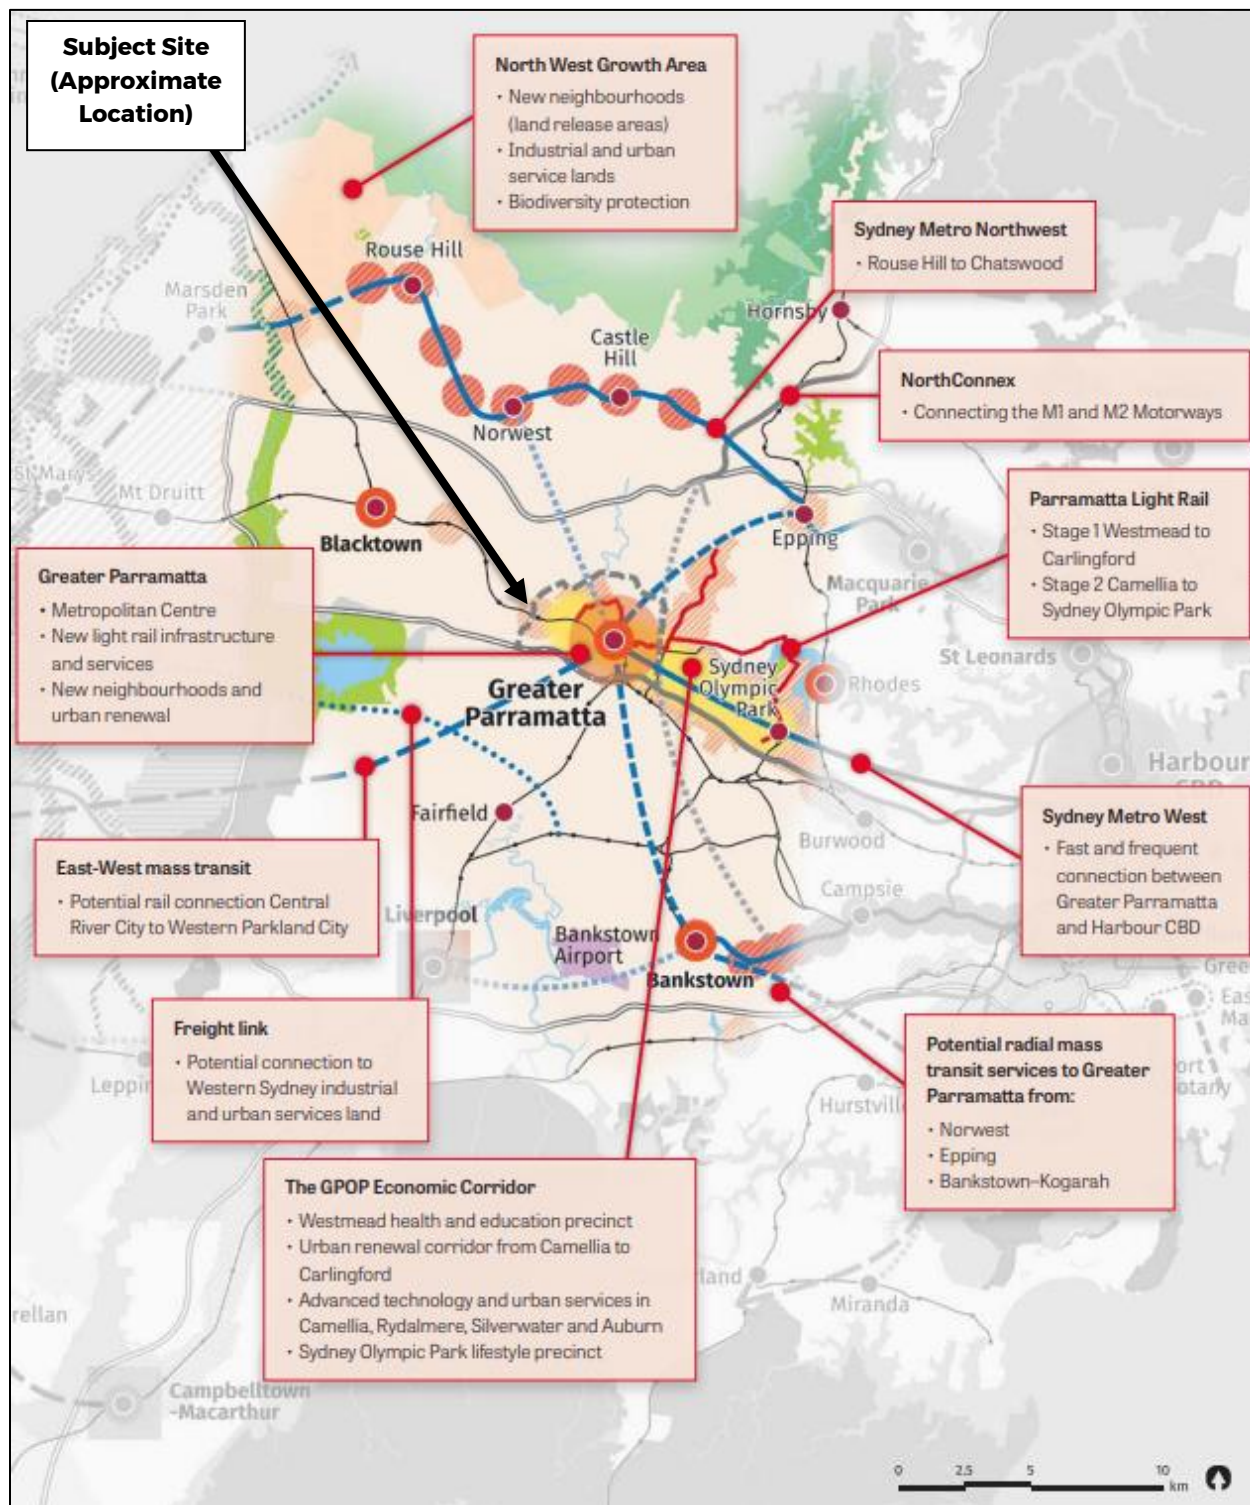 Subject Site
(Approximate
Location)
North West Growth Area
• New neighbourhoods
(land release areas)
• Industrial and urban
service lands
• Biodiversity protection
Sydney Metro Northwest
• Rouse Hill to Chatswood
Rouse Hill
Marsden
Park
Hornsby
Castle
Hill
NorthConnex
• Connecting the M1 and M2 Motorways
Norwest
St Marys
Mt Druitt
Parramatta Light Rail
• Stage 1 Westmead to
Carlingford
• Stage 2 Camellia to
Sydney Olympic Park
Blacktown
Epping
Macquarie
Park
Greater Parramatta
• Metropolitan Centre
• New light rail infrastructure
and services
• New neighbourhoods and
urban renewal
St Leonards
Sydney
Olympic
Park
Rhodes
Greater
Parramatta
Harbour
CBD
Fairfield
Burwood
Sydney Metro West
• Fast and frequent
connection between
Greater Parramatta
and Harbour CBD
East-West mass transit
• Potential rail connection Central
River City to Western Parkland City
Campsie
Liverpool
Bankstown
Airport
Bankstown
Gree
Eas
Ma
Freight link
• Potential connection to
Western Sydney industrial
and urban services land
Potential radial mass
transit services to Greater
Parramatta from:
• Norwest
• Epping
• Bankstown–Kogarah
Leppin
ort
otany
Hurstville
The GPOP Economic Corridor
• Westmead health and education precinct
• Urban renewal corridor from Camellia to
Carlingford
• Advanced technology and urban services in
Camellia, Rydalmere, Silverwater and Auburn
• Sydney Olympic Park lifestyle precinct
rland
Miranda
rellan
Campbelltown
-Macarthur
0 2.5 5 10
km